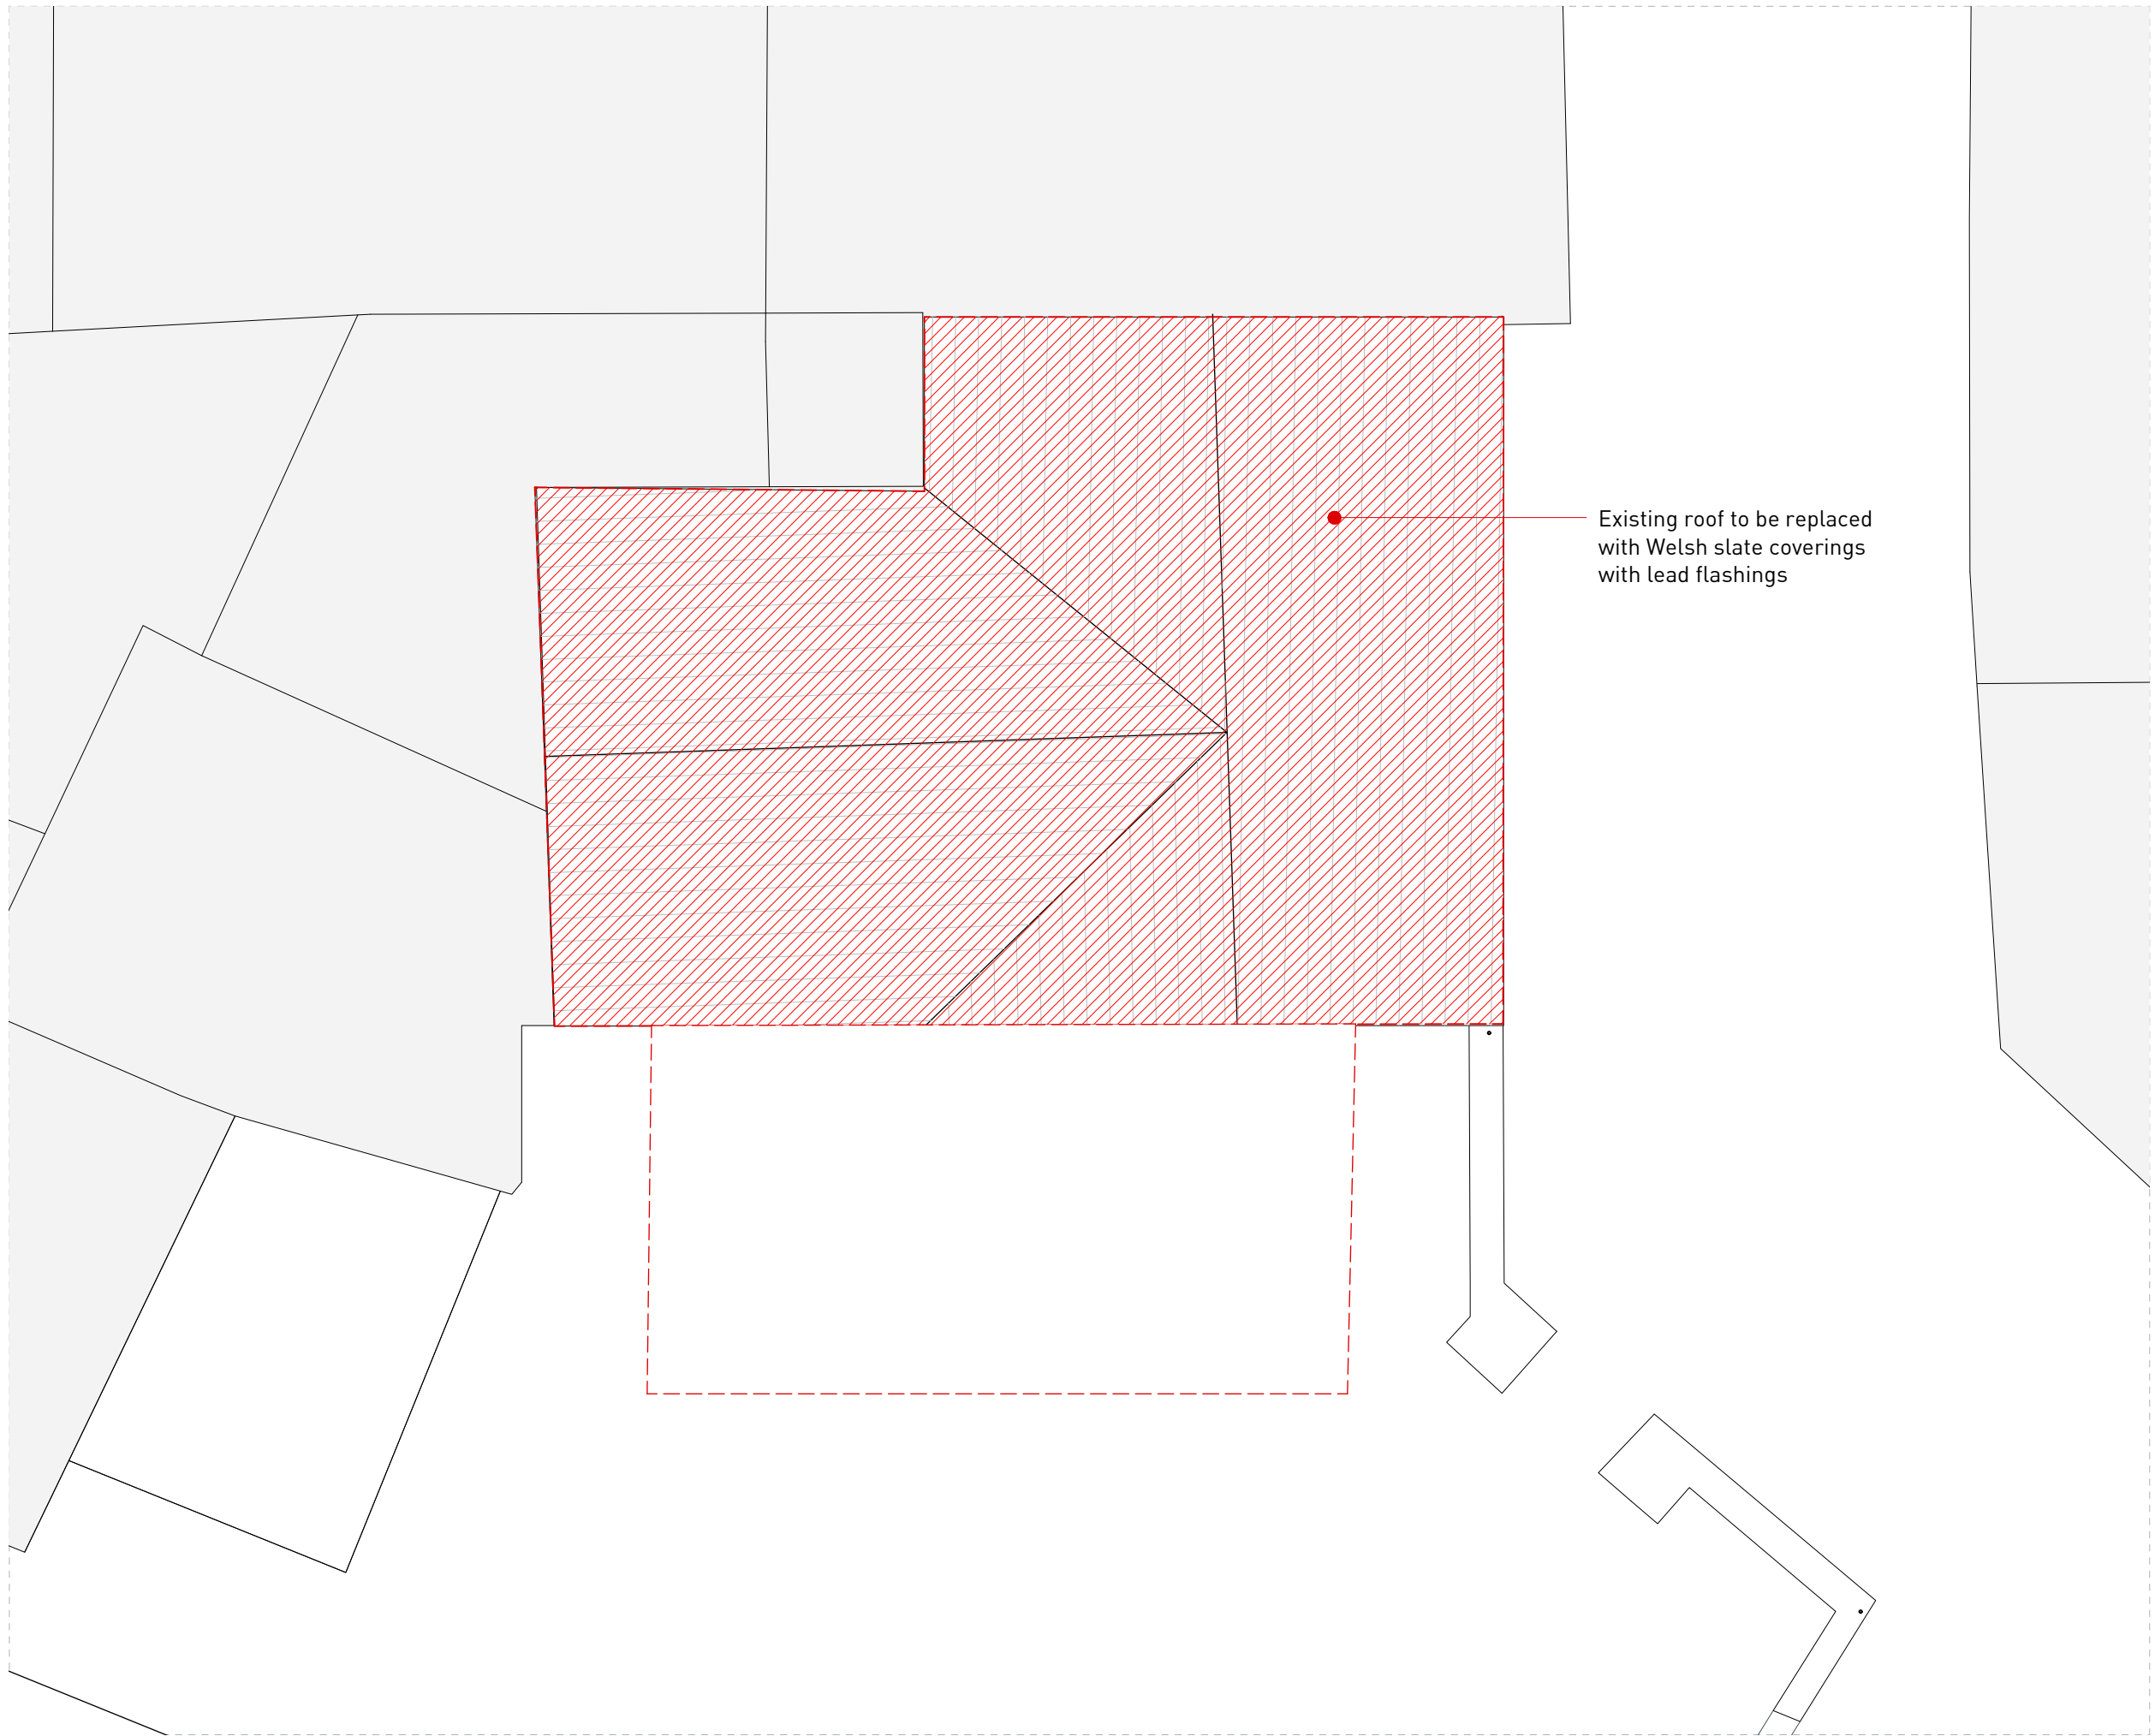 Existing roof to be replaced
with Welsh slate coverings
with lead flashings